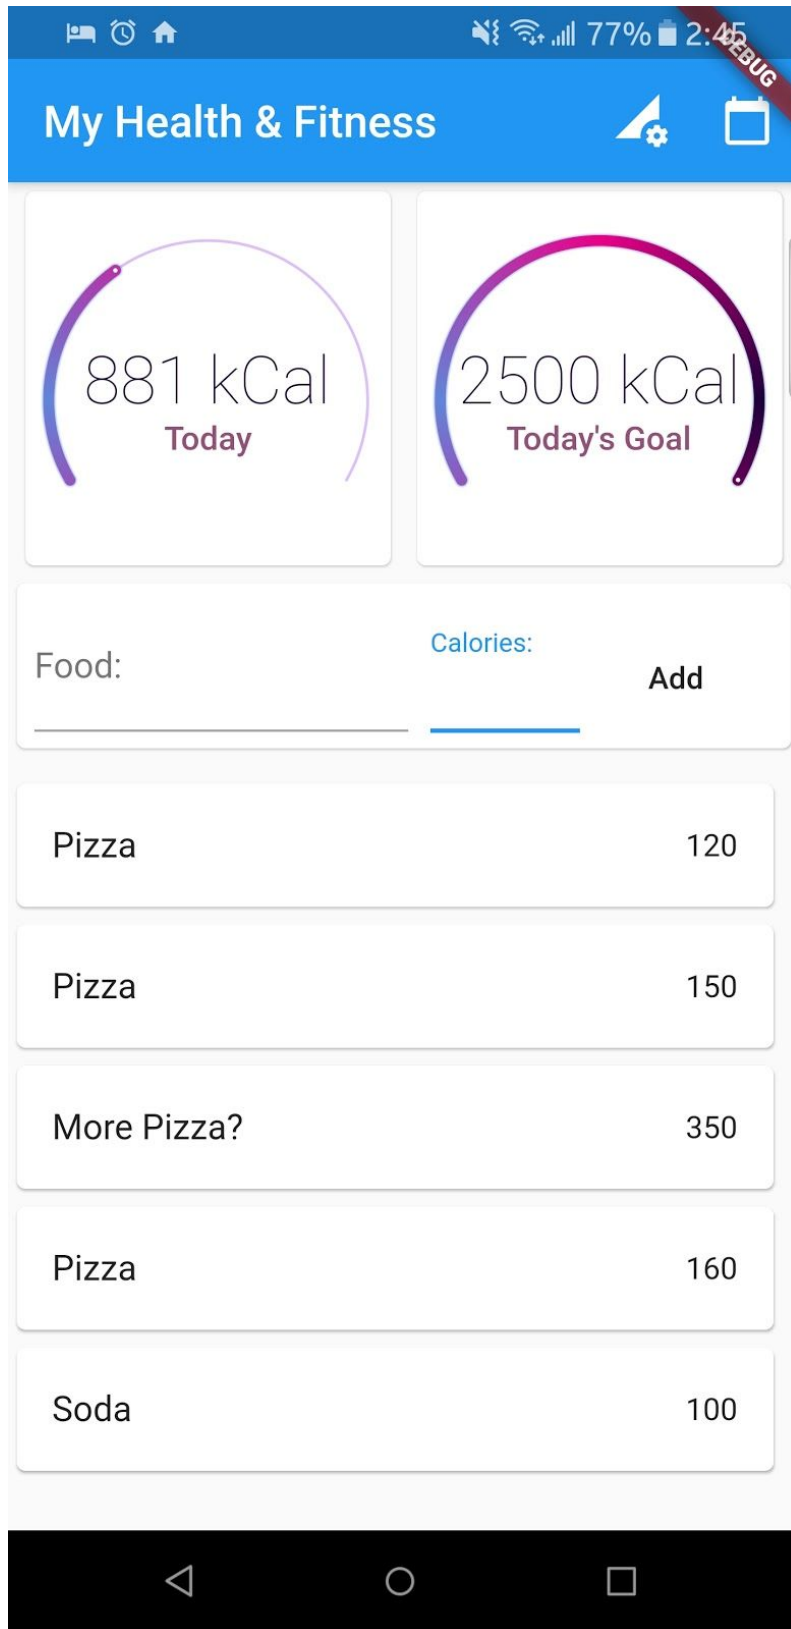 77% 2:45
DEBUG
My Health & Fitness
881 kCal
Today
2500 kCal
Today's Goal
Food:
Calories:
Add
Pizza 120
Pizza 150
More Pizza? 350
Pizza 160
Soda 100